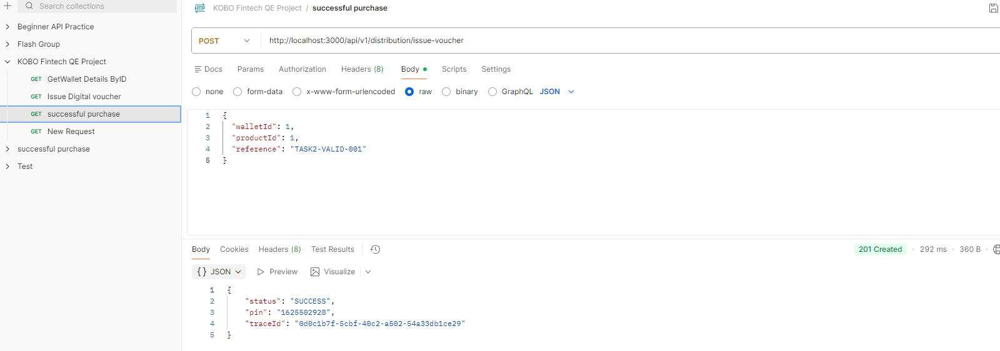 Search collections
Beginner API Practice
Flash Group
KOBO Fintech QE Project
GET GetWallet Details ByID
GET Issue Digital voucher
GET successful purchase
GET New Request
successful purchase
Test
HTTP KOBO Fintech QE Project / successful purchase
POST http://localhost:3000/api/v1/distribution/issue-voucher
Docs Params Authorization Headers (8) Body Scripts Settings
none form-data x-www-form-urlencoded raw binary GraphQL JSON
1 {
2 "walletId": 1,
3 "productId": 1,
4 "reference": "TASK2-VALID-001"
5 }
Body Cookies Headers (8) Test Results 201 Created • 292 ms • 360 B •
{} JSON Preview Visualize
1 {
2 "status": "SUCCESS",
3 "pin": "1625502928",
4 "traceId": "0d0c1b7f-5cbf-40c2-a502-54a33db1ce29"
5 }